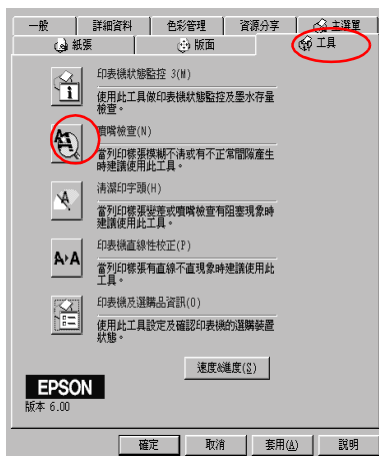 一般 詳細資料 色彩管理 資源分享 主選單
紙張 版面 工具
印表機狀態監控 3(M)
使用此工具做印表機狀態監控及墨水存量
檢查。
噴嘴檢查(N)
當列印樣張模糊不清或有不正常間隙產生
時建議使用此工具。
清潔印字頭(H)
當列印樣張變差或噴嘴檢查有阻塞現象時
建議使用此工具。
印表機直線性校正(P)
當列印樣張有直線不直現象時建議使用此
工具。
印表機及選購品資訊(O)
使用此工具設定及確認印表機的選購裝置
狀態。
速度&進度(S)
EPSON
版本 6.00
確定 取消 套用(A) 說明